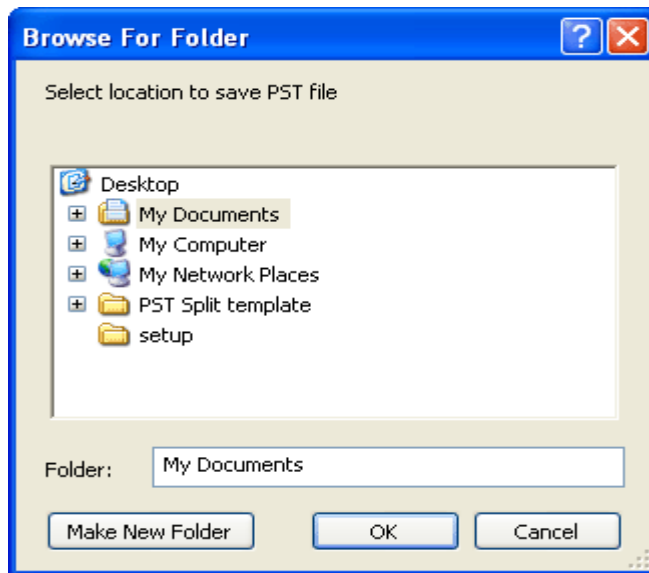 Browse For Folder
Select location to save PST file
Desktop
My Documents
My Computer
My Network Places
PST Split template
setup
Folder: My Documents
Make New Folder OK Cancel